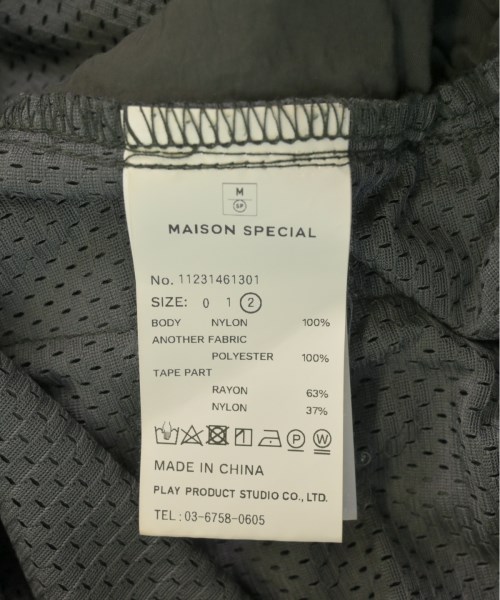 M
SP
MAISON SPECIAL
No. 11231461301
SIZE: 0 1 2
BODY NYLON 100%
ANOTHER FABRIC
POLYESTER 100%
TAPE PART
RAYON 63%
NYLON 37%
P W
MADE IN CHINA
PLAY PRODUCT STUDIO CO., LTD.
TEL:03-6758-0605